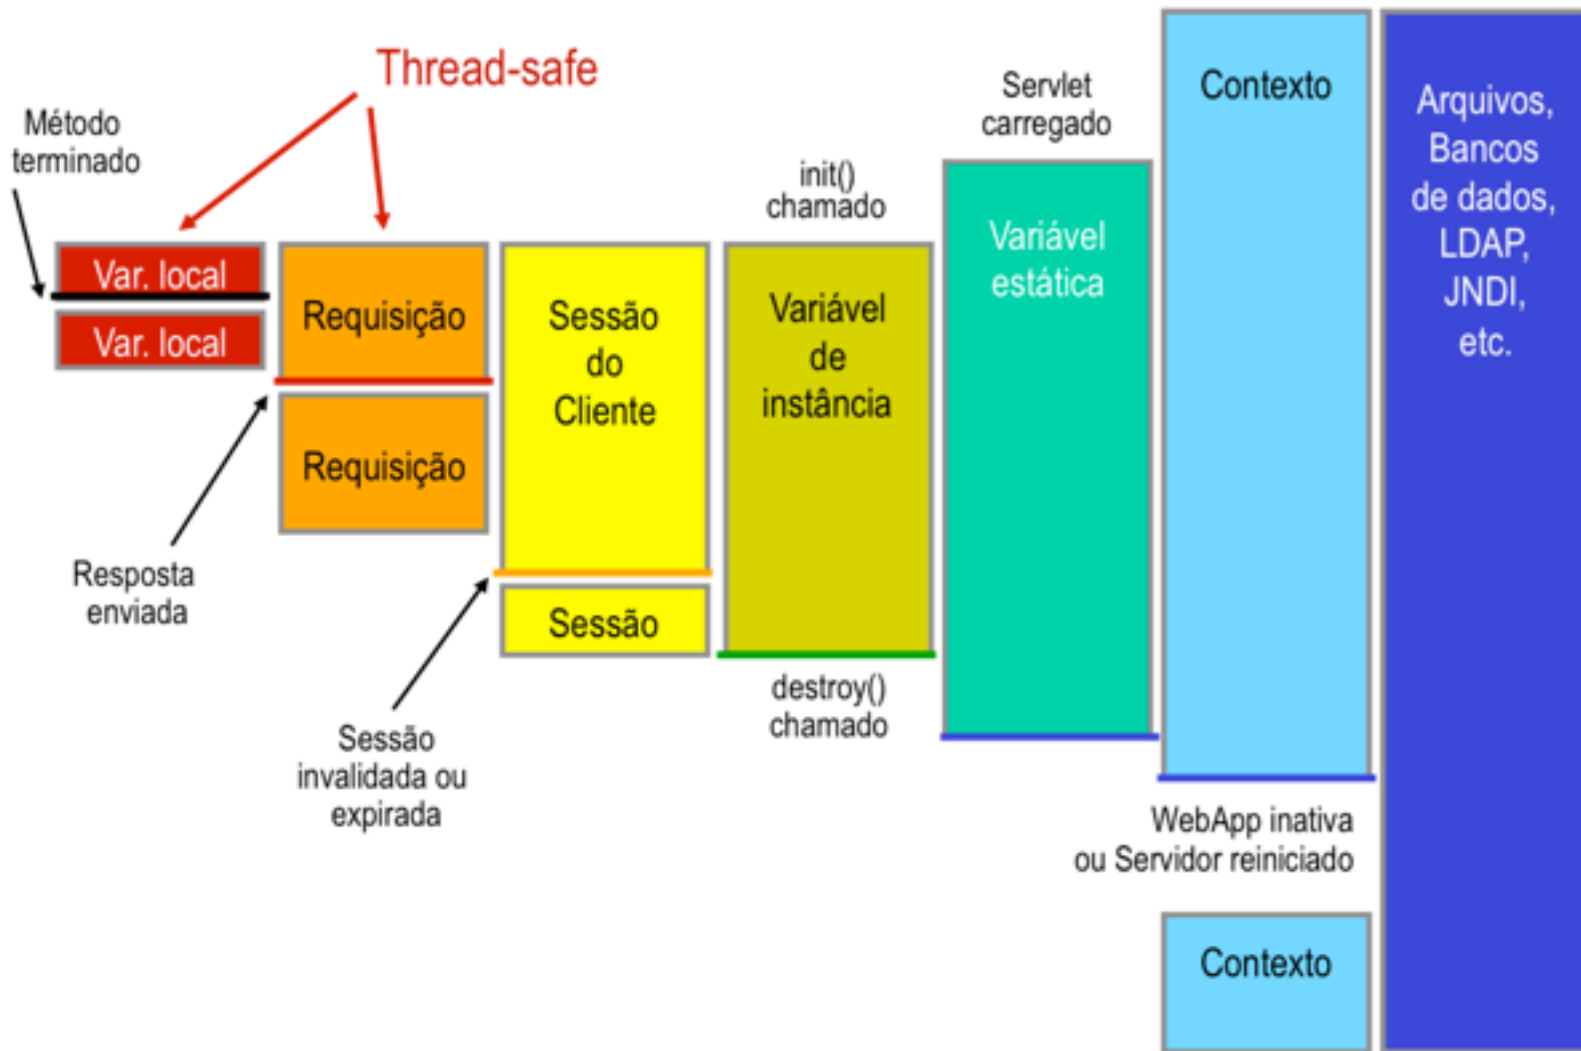 Thread-safe
Método
terminado
Var. local
Var. local
Requisição
Requisição
Resposta
enviada
Sessão
do
Cliente
Sessão
Sessão
invalidada ou
expirada
init()
chamado
Variável
de
instância
destroy()
chamado
Servlet
carregado
Variável
estática
Contexto
WebApp inativa
ou Servidor reiniciado
Contexto
Arquivos,
Bancos
de dados,
LDAP,
JNDI,
etc.